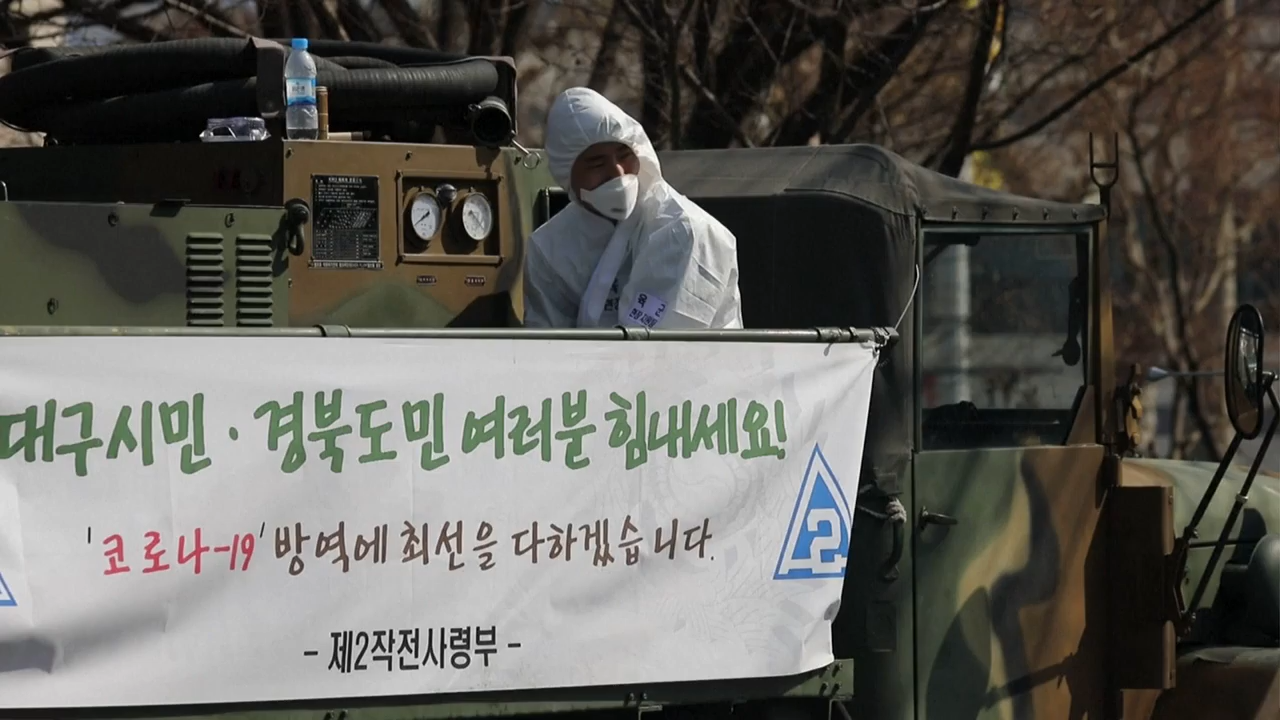 대구시민·경북도민 여러분 힘내세요!
'코로나-19' 방역에 최선을 다하겠습니다.
2
- 제2작전사령부 -